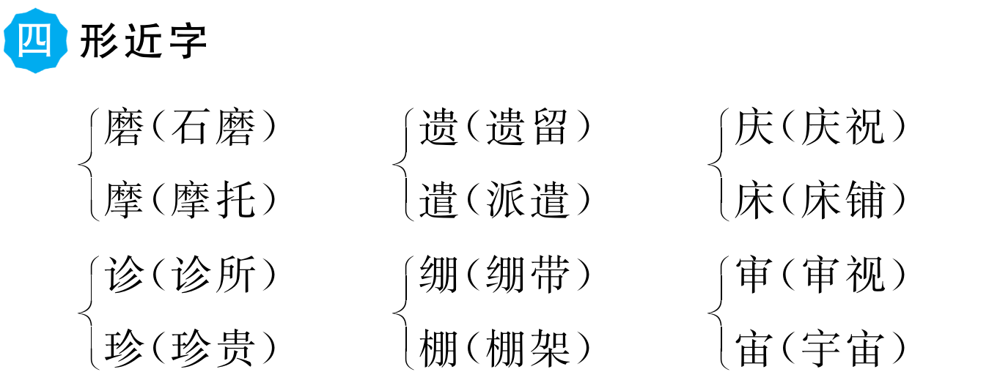 四 形近字
磨(石磨) 遗(遗留) 庆(庆祝)
摩(摩托) 遣(派遣) 床(床铺)
诊(诊所) 绷(绷带) 审(审视)
珍(珍贵) 棚(棚架) 宙(宇宙)